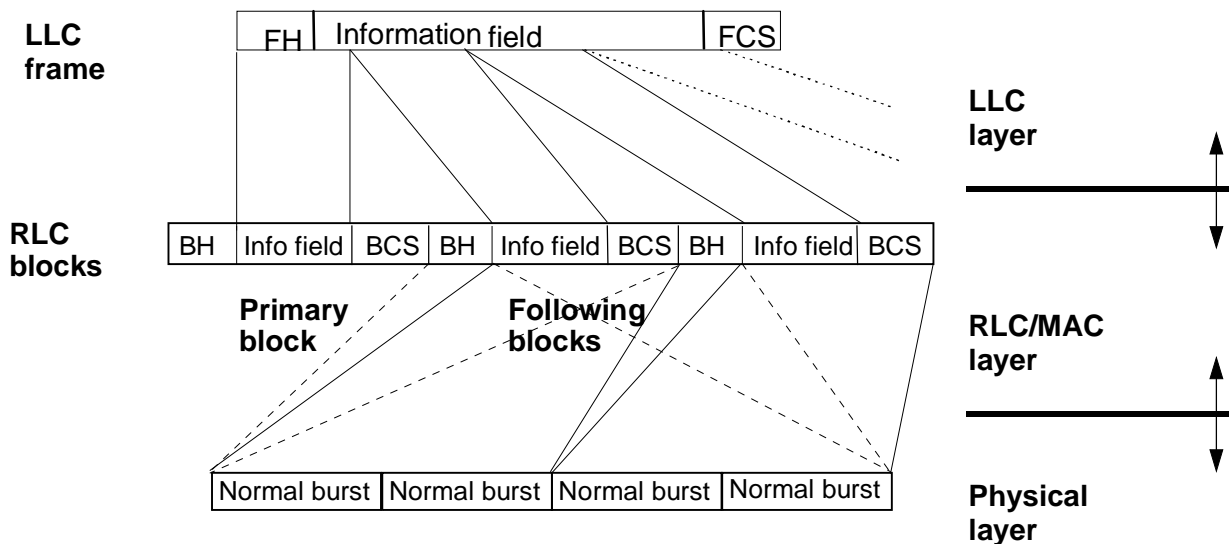 LLC
frame
FH
Information field
FCS
LLC
layer
RLC
blocks
BH
Info field
BCS
BH
Info field
BCS
BH
Info field
BCS
Primary
block
Following
blocks
RLC/MAC
layer
Normal burst
Normal burst
Normal burst
Normal burst
Physical
layer